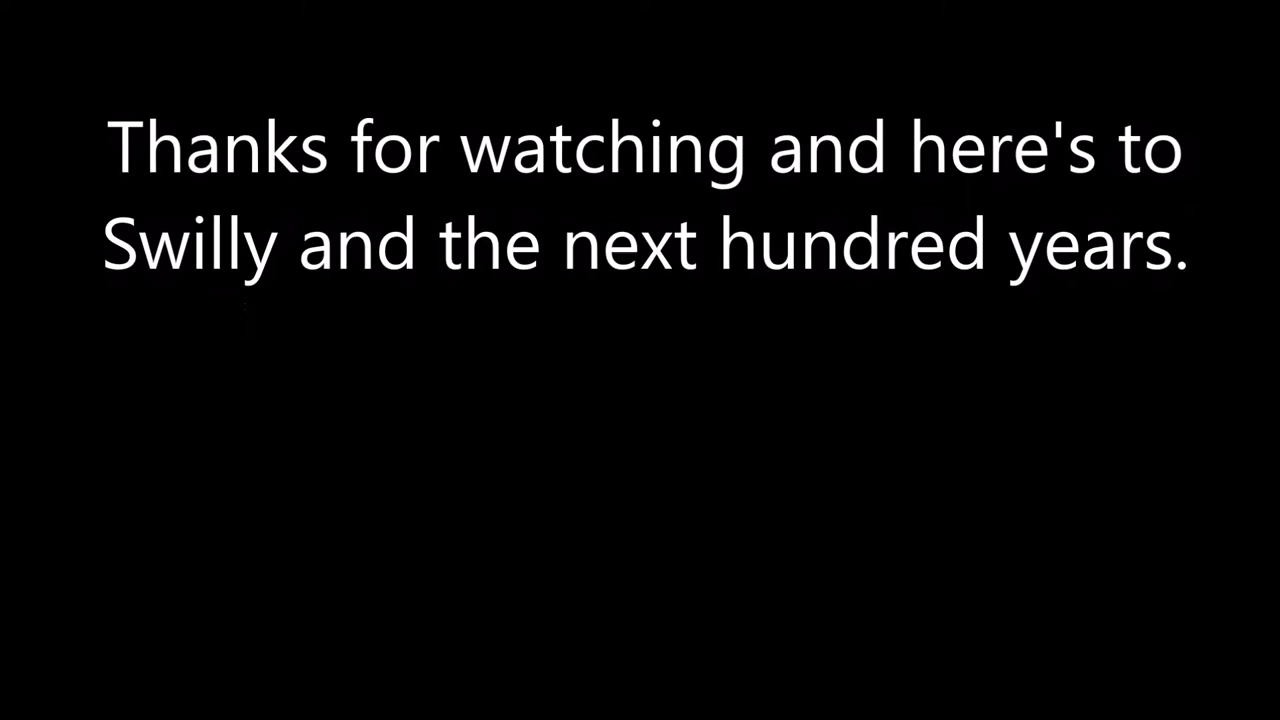 Thanks for watching and here's to
Swilly and the next hundred years.